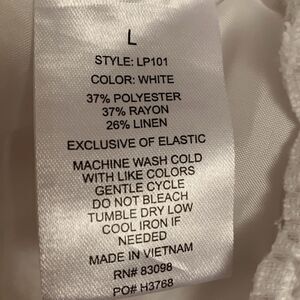 L
STYLE: LP101
COLOR: WHITE
37% POLYESTER
37% RAYON
26% LINEN
EXCLUSIVE OF ELASTIC
MACHINE WASH COLD
WITH LIKE COLORS
GENTLE CYCLE
DO NOT BLEACH
TUMBLE DRY LOW
COOL IRON IF
NEEDED
MADE IN VIETNAM
RN# 83098
PO# H3768